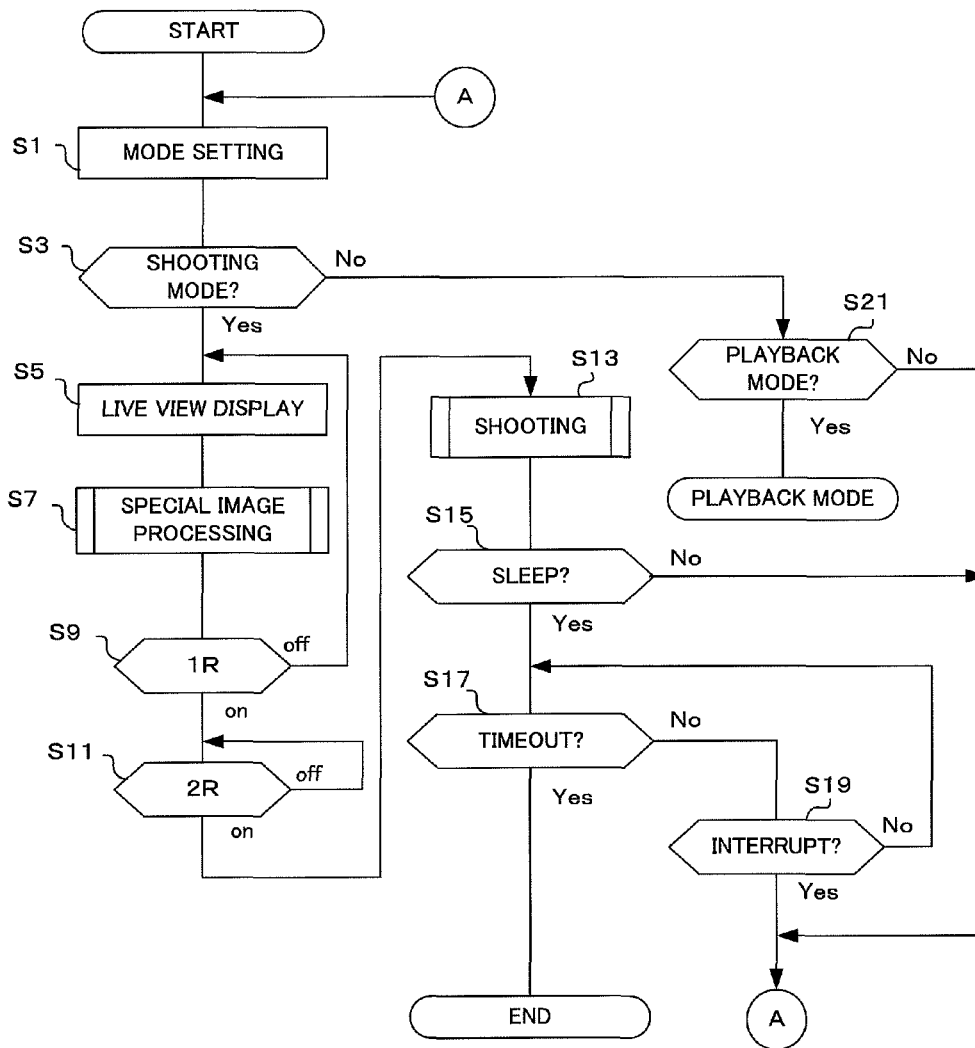 START
A
S1
MODE SETTING
S3
SHOOTING
MODE?
No
Yes
S5
LIVE VIEW DISPLAY
S7
SPECIAL IMAGE
PROCESSING
S9
1R
off
on
S11
2R
off
on
S13
SHOOTING
S15
SLEEP?
No
Yes
S17
TIMEOUT?
No
Yes
S19
INTERRUPT?
No
Yes
S21
PLAYBACK
MODE?
No
Yes
PLAYBACK MODE
END
A